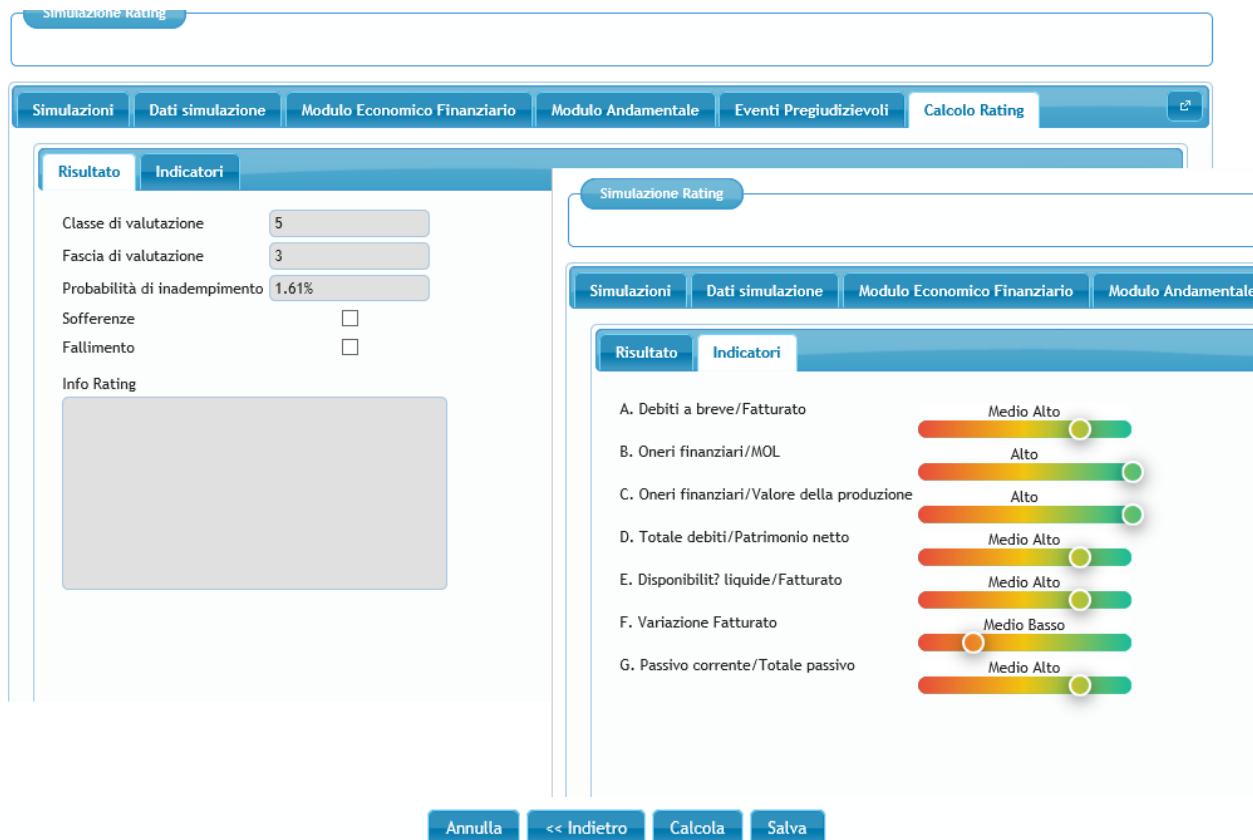 Simulazione Rating
Simulazioni Dati simulazione Modulo Economico Finanziario Modulo Andamentale Eventi Pregiudizievoli Calcolo Rating
Risultato Indicatori
Classe di valutazione 5
Fascia di valutazione 3
Probabilità di inadempimento 1.61%
Sofferenze
Fallimento
Info Rating
Simulazione Rating
Simulazioni Dati simulazione Modulo Economico Finanziario Modulo Andamentale
Risultato Indicatori
A. Debiti a breve/Fatturato Medio Alto
B. Oneri finanziari/MOL Alto
C. Oneri finanziari/Valore della produzione Alto
D. Totale debiti/Patrimonio netto Medio Alto
E. Disponibilit? liquide/Fatturato Medio Alto
F. Variazione Fatturato Medio Basso
G. Passivo corrente/Totale passivo Medio Alto
Annulla << Indietro Calcola Salva